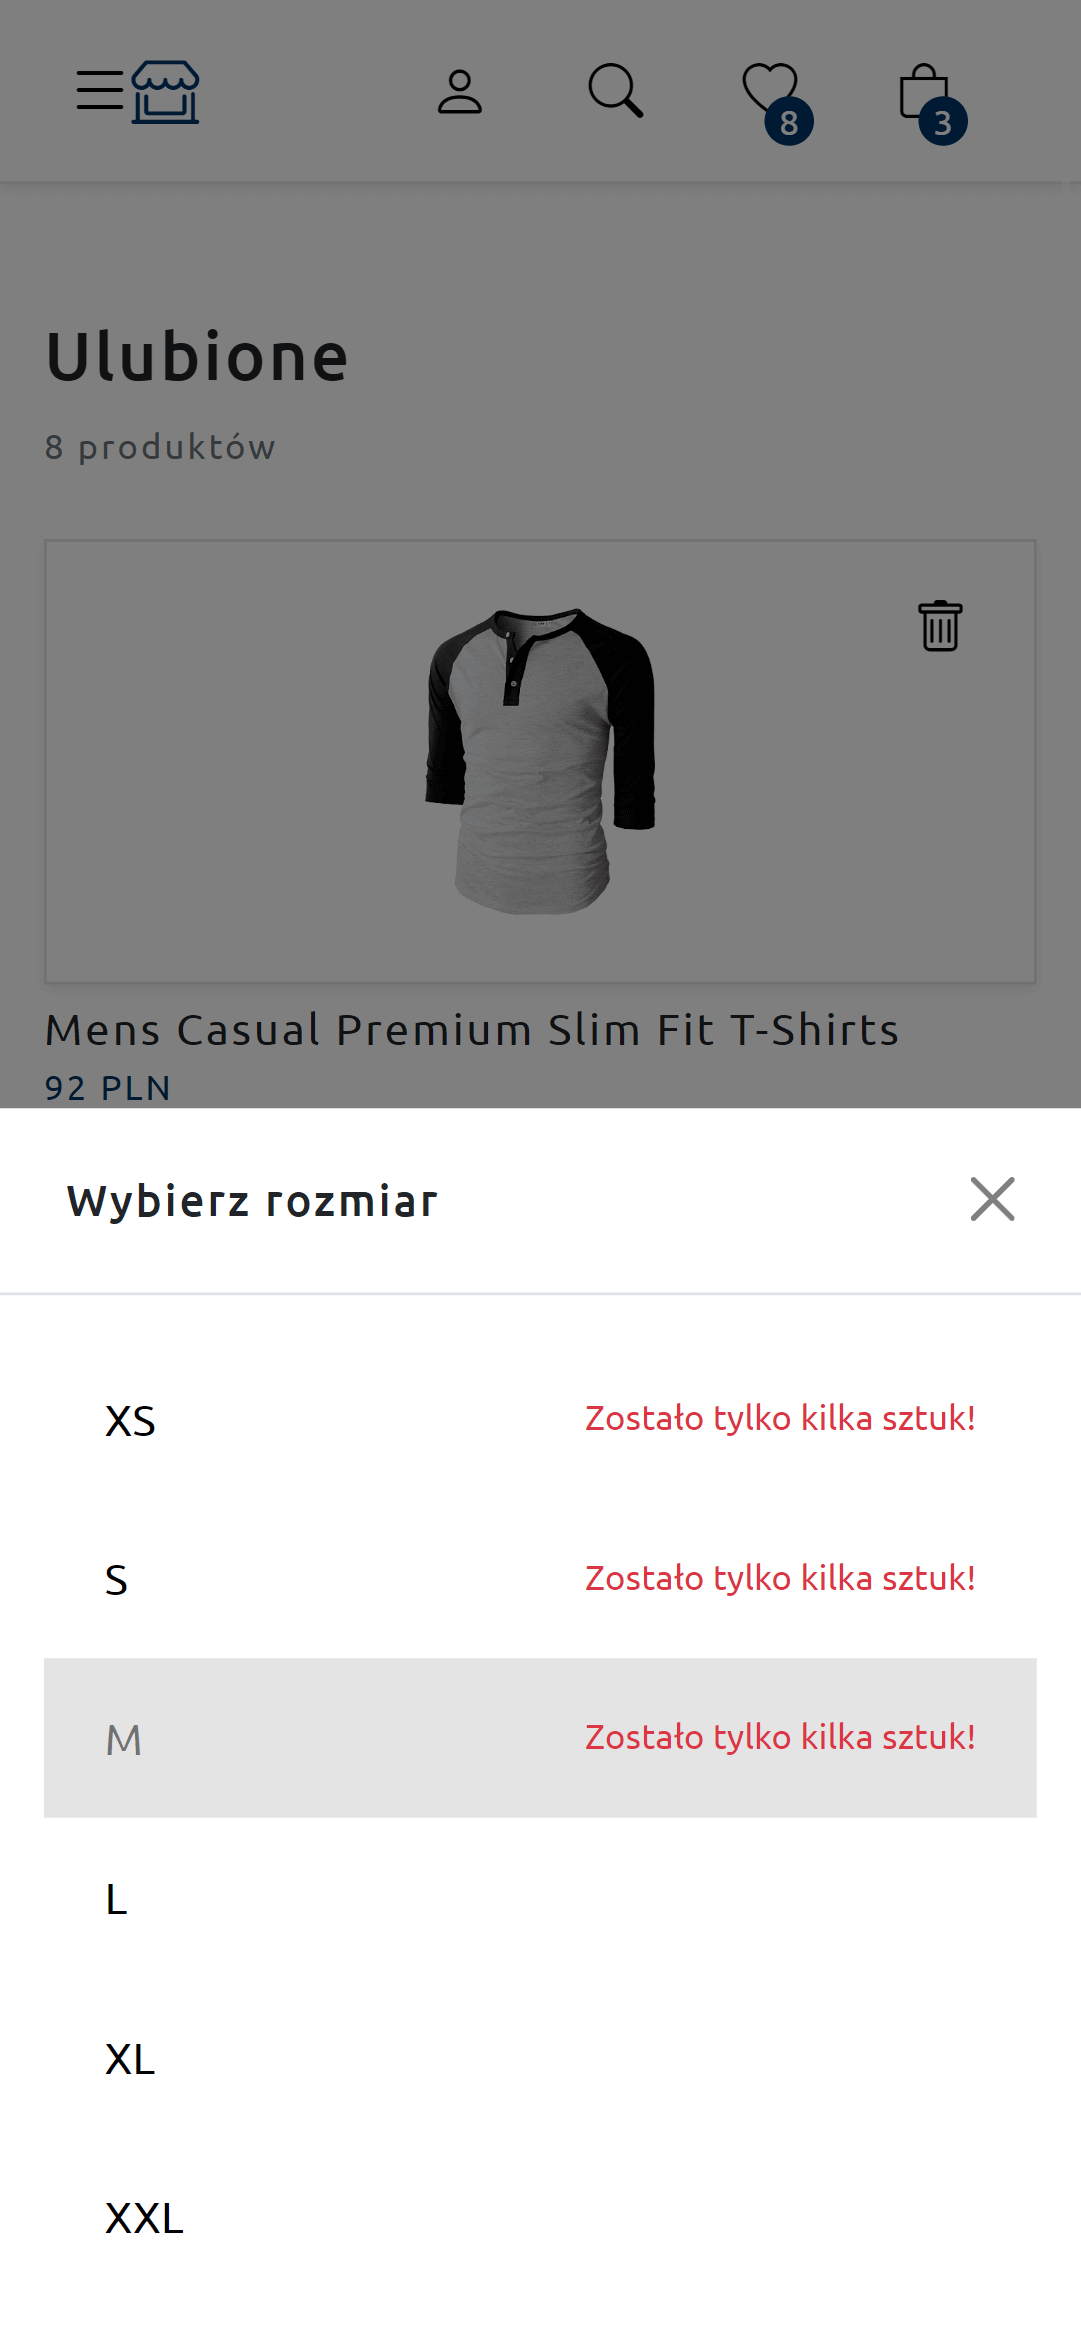 8
3
Ulubione
8 produktów
Mens Casual Premium Slim Fit T-Shirts
92 PLN
Wybierz rozmiar
XS Zostało tylko kilka sztuk!
S Zostało tylko kilka sztuk!
M Zostało tylko kilka sztuk!
L
XL
XXL